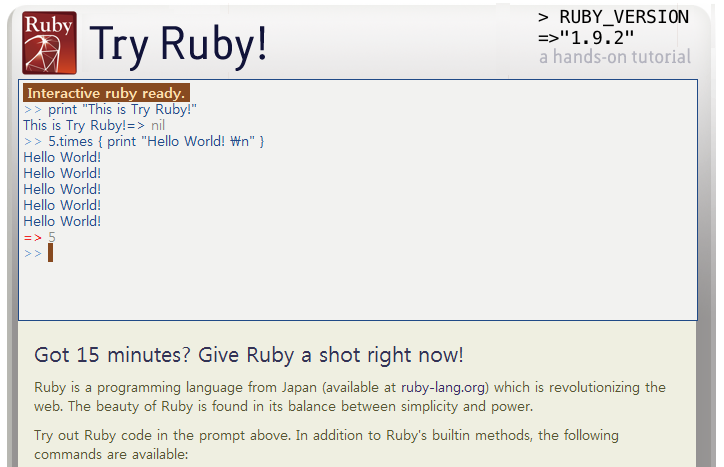 Ruby
Try Ruby!
> RUBY_VERSION
=>"1.9.2"
a hands-on tutorial
Interactive ruby ready.
>> print "This is Try Ruby!"
This is Try Ruby!=> nil
>> 5.times { print "Hello World! ₩n" }
Hello World!
Hello World!
Hello World!
Hello World!
Hello World!
=> 5
>>
Got 15 minutes? Give Ruby a shot right now!
Ruby is a programming language from Japan (available at ruby-lang.org) which is revolutionizing the
web. The beauty of Ruby is found in its balance between simplicity and power.
Try out Ruby code in the prompt above. In addition to Ruby's builtin methods, the following
commands are available: